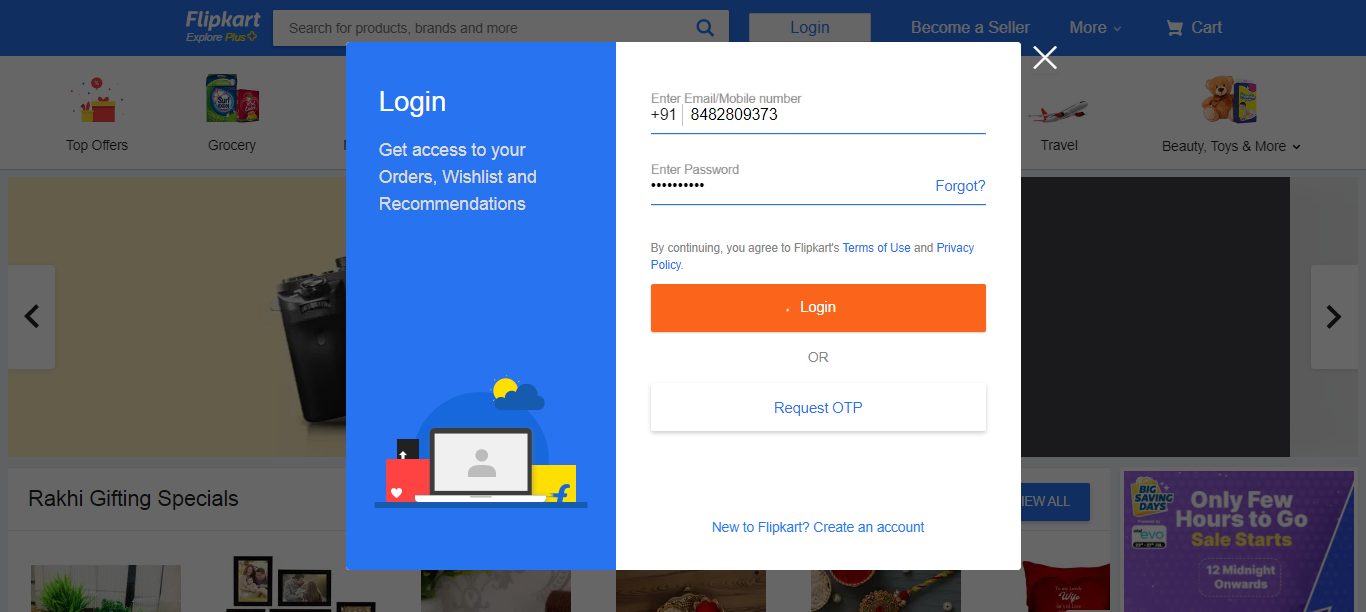 Flipkart
Explore Plus
Search for products, brands and more
Login
Become a Seller
More
Cart
Top Offers
Grocery
Travel
Beauty, Toys & More
Login
Get access to your
Orders, Wishlist and
Recommendations
Enter Email/Mobile number
+91 8482809373
Enter Password
••••••••••
Forgot?
By continuing, you agree to Flipkart's Terms of Use and Privacy
Policy.
Login
OR
Request OTP
New to Flipkart? Create an account
Rakhi Gifting Specials
IEW ALL
BIG
SAVING
DAYS
Only Few
Hours to Go
Sale Starts
12 Midnight
Onwards
Wife